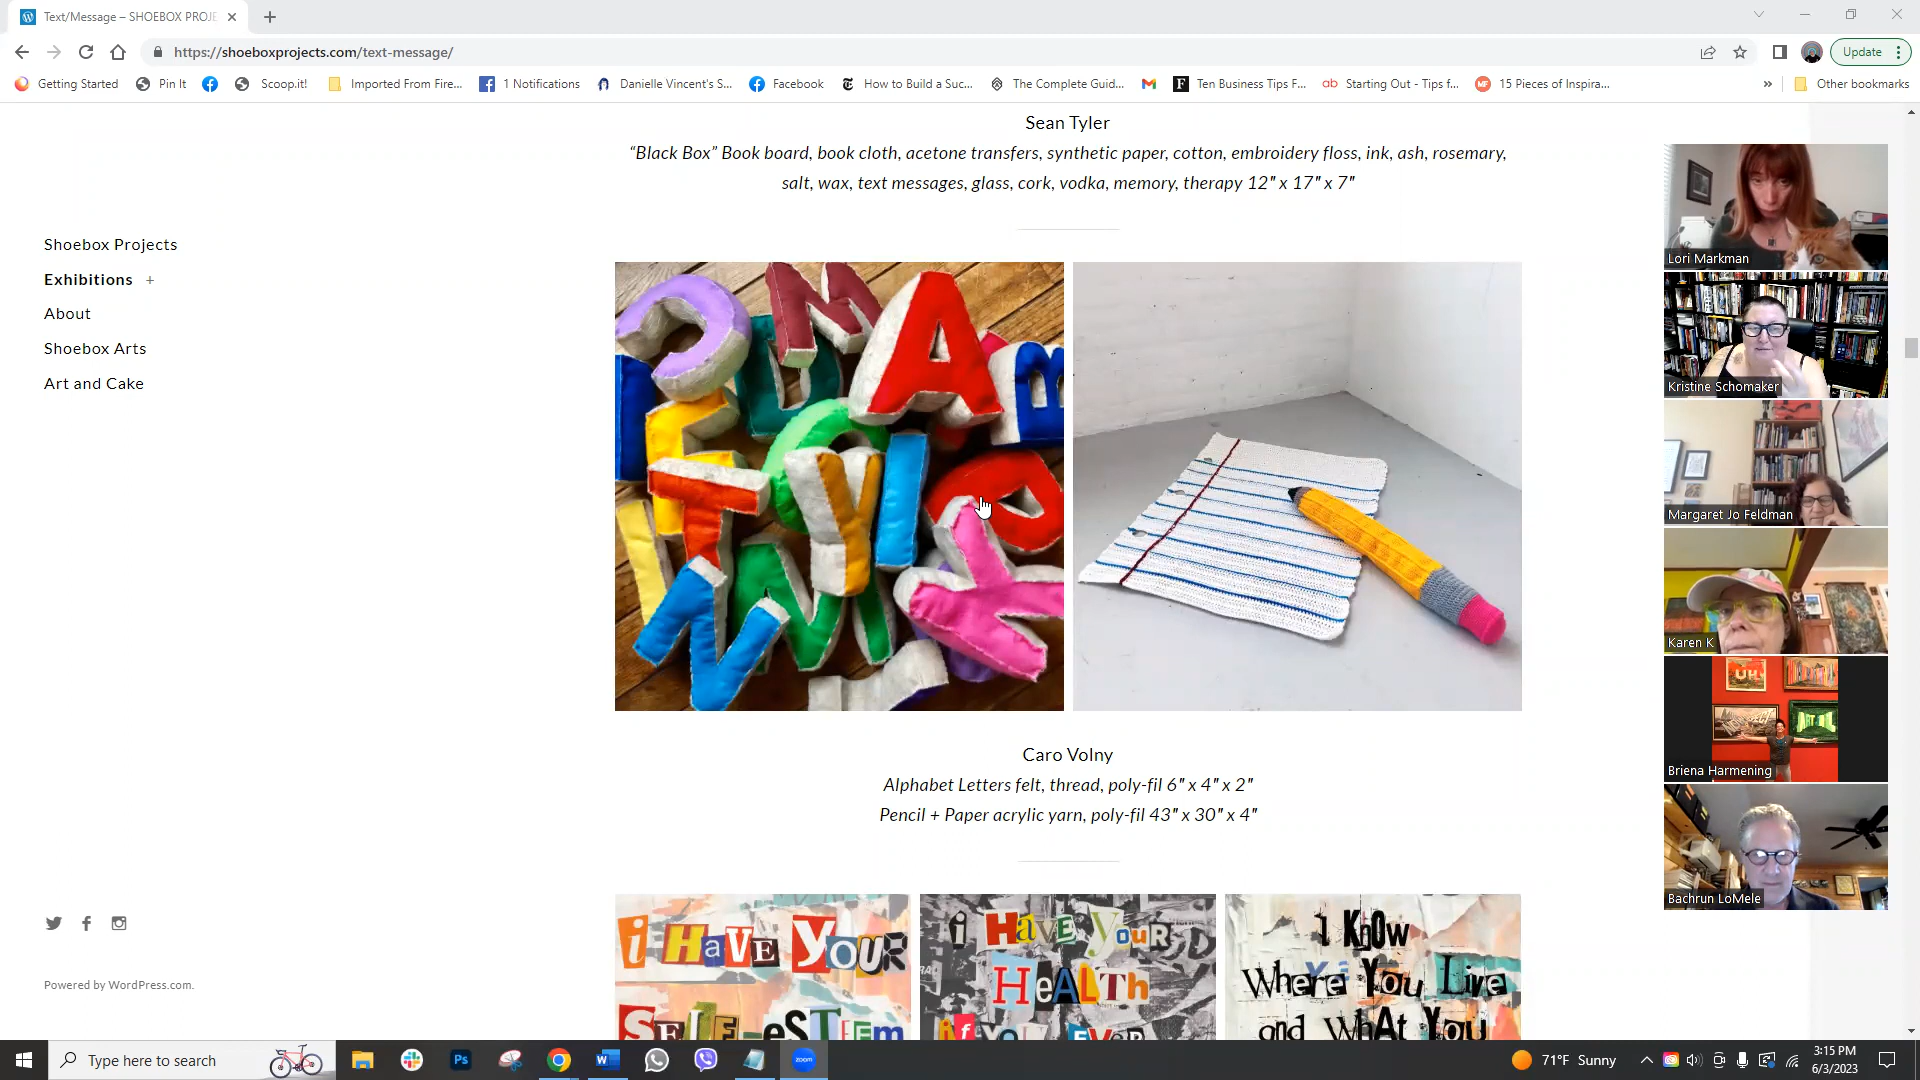 Text/Message – SHOEBOX PROJE
https://shoeboxprojects.com/text-message/
Update
Getting Started
Pin It
Scoop.it!
Imported From Fire...
1 Notifications
Danielle Vincent's S...
Facebook
How to Build a Suc...
The Complete Guid...
Ten Business Tips F...
Starting Out - Tips f...
15 Pieces of Inspira...
»
Other bookmarks
Sean Tyler
“Black Box” Book board, book cloth, acetone transfers, synthetic paper, cotton, embroidery floss, ink, ash, rosemary,
salt, wax, text messages, glass, cork, vodka, memory, therapy 12″ x 17″ x 7″
Shoebox Projects
Exhibitions +
About
Shoebox Arts
Art and Cake
Caro Volny
Alphabet Letters felt, thread, poly-fil 6″ x 4″ x 2″
Pencil + Paper acrylic yarn, poly-fil 43″ x 30″ x 4″
i HaVE YOUR
SELF-eSTEEM
i HavE YouR
HeALTh
if YOU EVER
I KnOw
Where You Live
and WhAt You
Powered by WordPress.com.
Lori Markman
Kristine Schomaker
Margaret Jo Feldman
Karen K
Briena Harmening
Bachrun LoMele
Type here to search
71°F Sunny
3:15 PM
6/3/2023